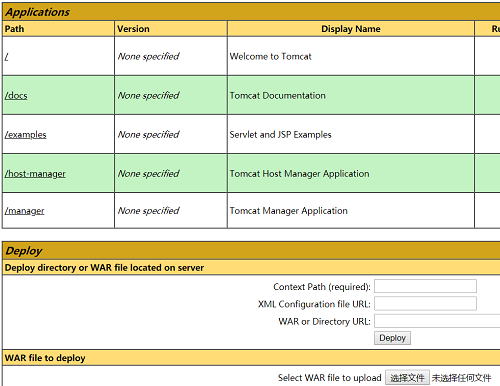 Applications
Path Version Display Name
/ None specified Welcome to Tomcat
/docs None specified Tomcat Documentation
/examples None specified Servlet and JSP Examples
/host-manager None specified Tomcat Host Manager Application
/manager None specified Tomcat Manager Application
Deploy
Deploy directory or WAR file located on server
Context Path (required):
XML Configuration file URL:
WAR or Directory URL:
Deploy
WAR file to deploy
Select WAR file to upload 选择文件 未选择任何文件